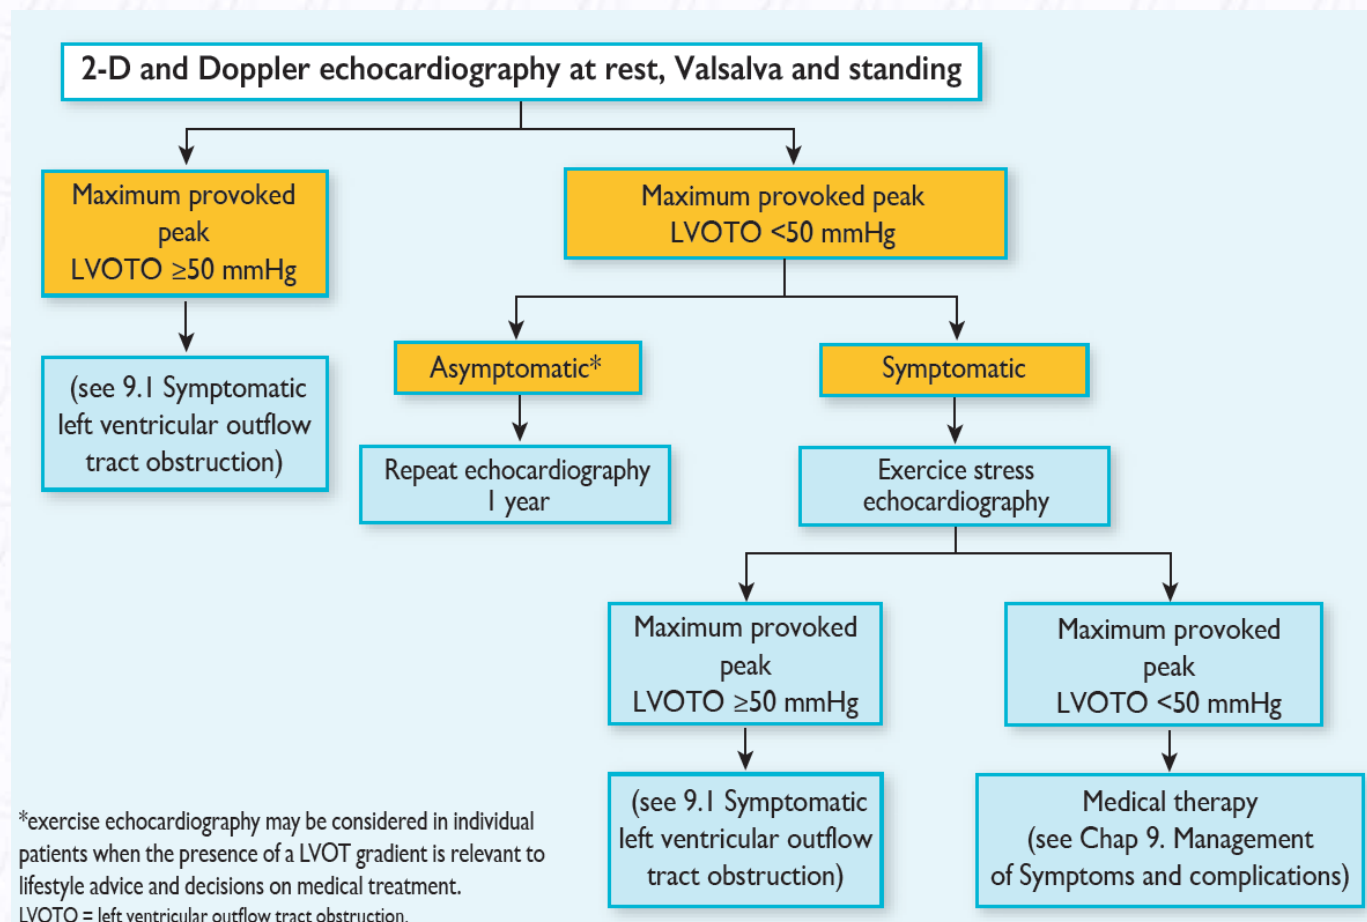 2-D and Doppler echocardiography at rest, Valsalva and standing
Maximum provoked
peak
LVOTO ≥50 mmHg
Maximum provoked peak
LVOTO <50 mmHg
(see 9.1 Symptomatic
left ventricular outflow
tract obstruction)
Asymptomatic*
Symptomatic
Repeat echocardiography
1 year
Exercice stress
echocardiography
Maximum provoked
peak
LVOTO ≥50 mmHg
Maximum provoked
peak
LVOTO <50 mmHg
(see 9.1 Symptomatic
left ventricular outflow
tract obstruction)
Medical therapy
(see Chap 9. Management
of Symptoms and complications)
*exercise echocardiography may be considered in individual
patients when the presence of a LVOT gradient is relevant to
lifestyle advice and decisions on medical treatment.
LVOTO = left ventricular outflow tract obstruction.